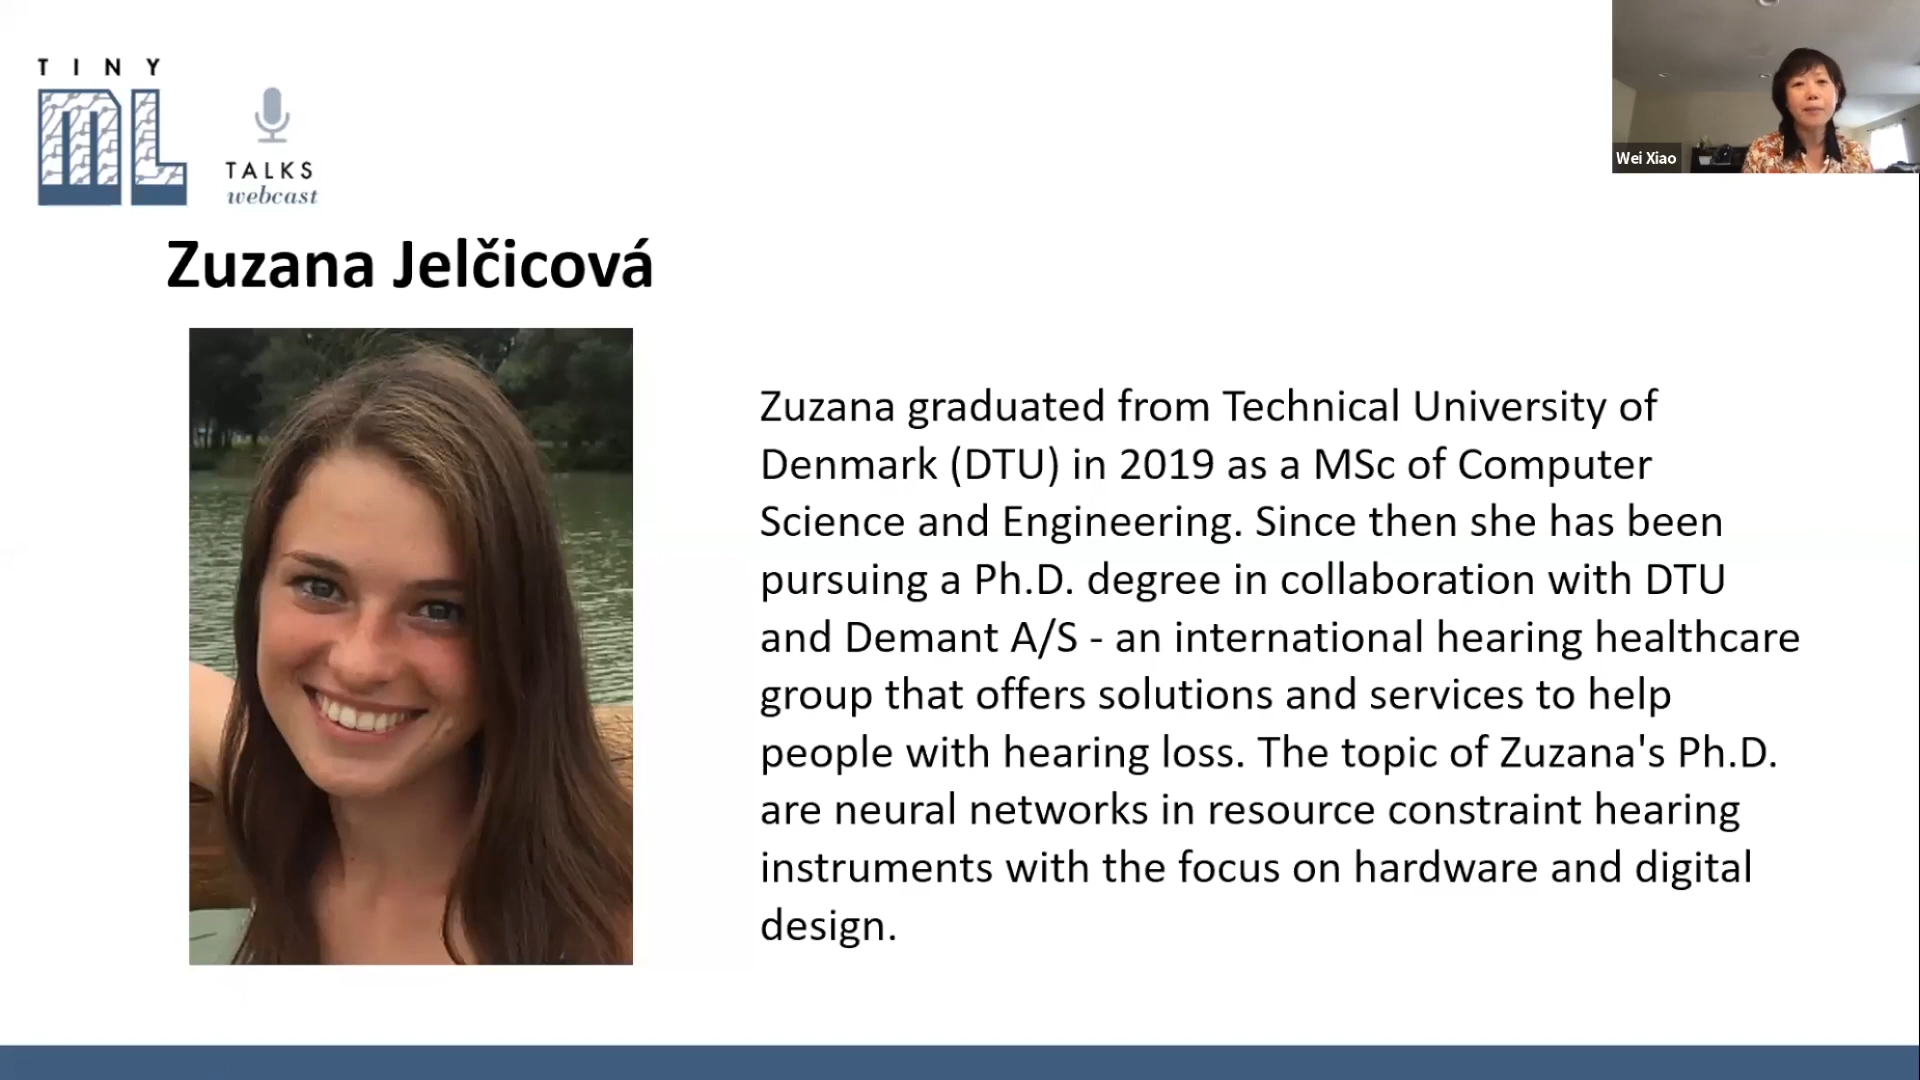 TINY
ML
TALKS
webcast
Wei Xiao
Zuzana Jelčicová
Zuzana graduated from Technical University of
Denmark (DTU) in 2019 as a MSc of Computer
Science and Engineering. Since then she has been
pursuing a Ph.D. degree in collaboration with DTU
and Demant A/S - an international hearing healthcare
group that offers solutions and services to help
people with hearing loss. The topic of Zuzana's Ph.D.
are neural networks in resource constraint hearing
instruments with the focus on hardware and digital
design.